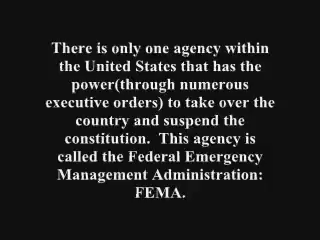 There is only one agency within
the United States that has the
power(through numerous
executive orders) to take over the
country and suspend the
constitution.  This agency is
called the Federal Emergency
Management Administration:
FEMA.